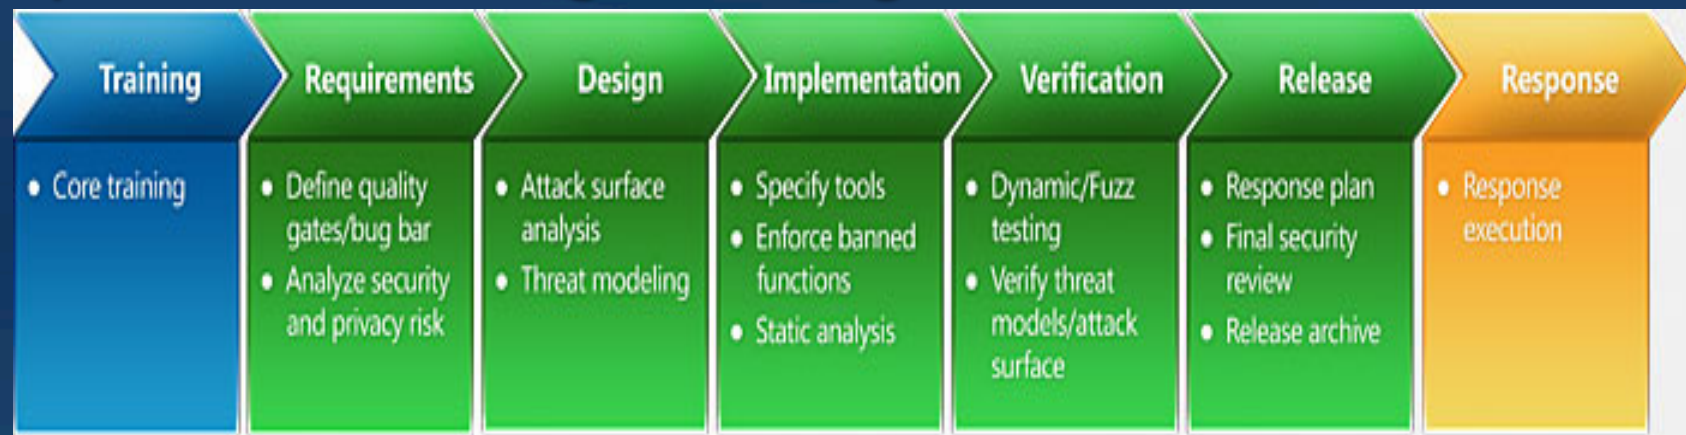 Training
• Core training
Requirements
• Define quality
gates/bug bar
• Analyze security
and privacy risk
Design
• Attack surface
analysis
• Threat modeling
Implementation
• Specify tools
• Enforce banned
functions
• Static analysis
Verification
• Dynamic/Fuzz
testing
• Verify threat
models/attack
surface
Release
• Response plan
• Final security
review
• Release archive
Response
• Response
execution